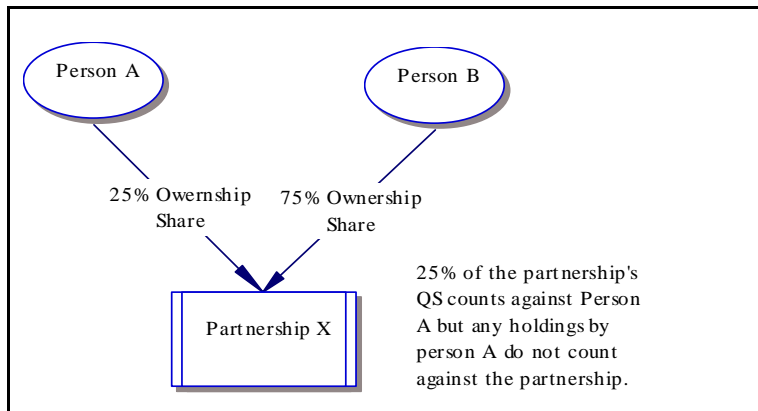 Person A
Person B
25% Owernship
Share
75% Ownership
Share
Partnership X
25% of the partnership's
QS counts against Person
A but any holdings by
person A do not count
against the partnership.